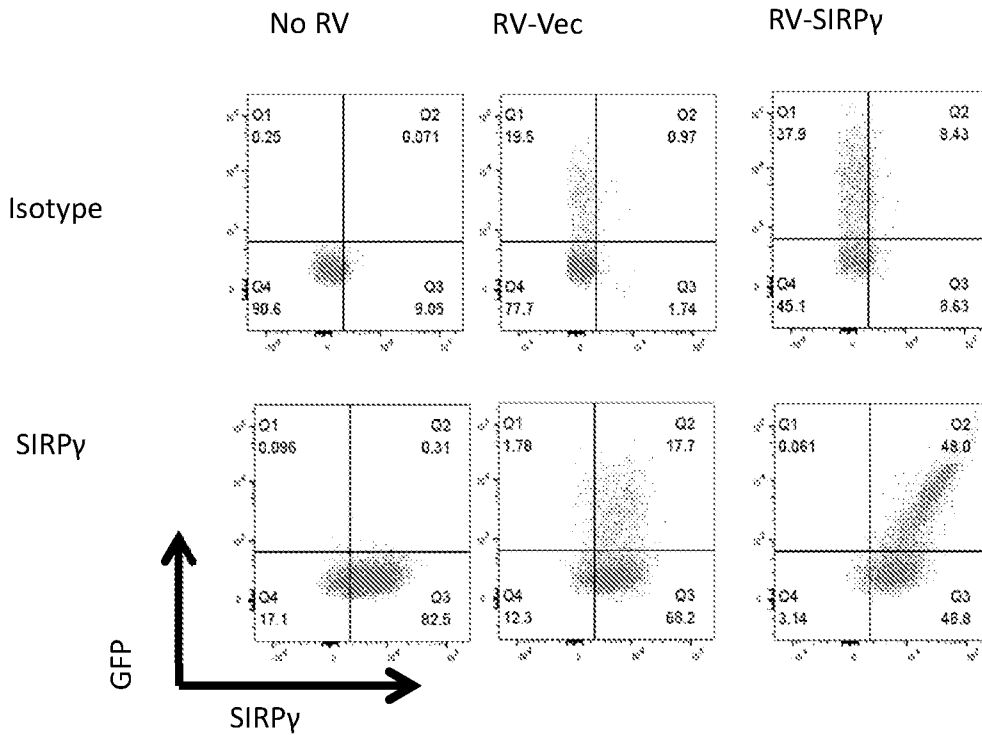 No RV RV-Vec RV-SIRPγ
Isotype
Q1 Q2
0.25 0.071
Q4 Q3
90.6 9.05
Q1 Q2
19.5 0.97
Q4 Q3
77.7 1.74
Q1 Q2
37.9 8.43
Q4 Q3
45.1 8.63
SIRPγ
Q1 Q2
0.096 0.31
Q4 Q3
17.1 82.5
Q1 Q2
1.78 17.7
Q4 Q3
12.3 68.2
Q1 Q2
0.061 48.0
Q4 Q3
3.14 48.8
GFP
SIRPγ